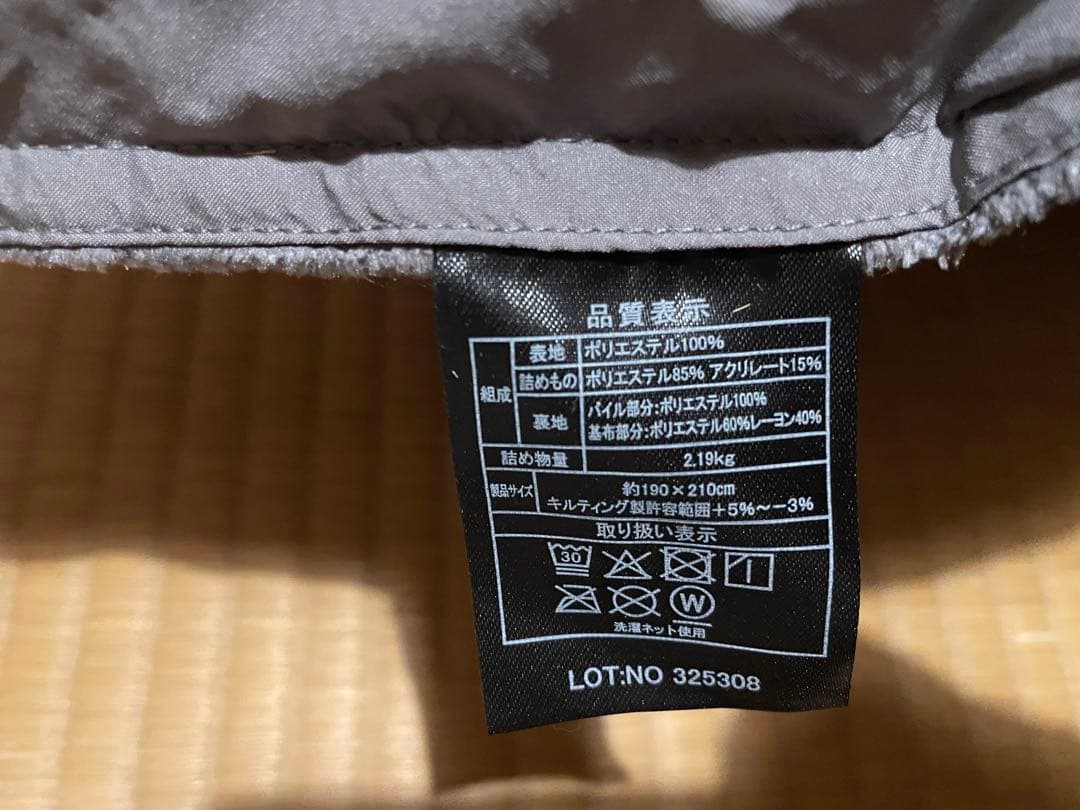 品質表示
組成
表地 ポリエステル100%
詰めもの ポリエステル85% アクリレート15%
裏地 パイル部分:ポリエステル100%
基布部分:ポリエステル60%レーヨン40%
詰め物量 2.19kg
製品サイズ 約190×210cm
キルティング製許容範囲+5%～-3%
取り扱い表示
30
W
洗濯ネット使用
LOT:NO 325308